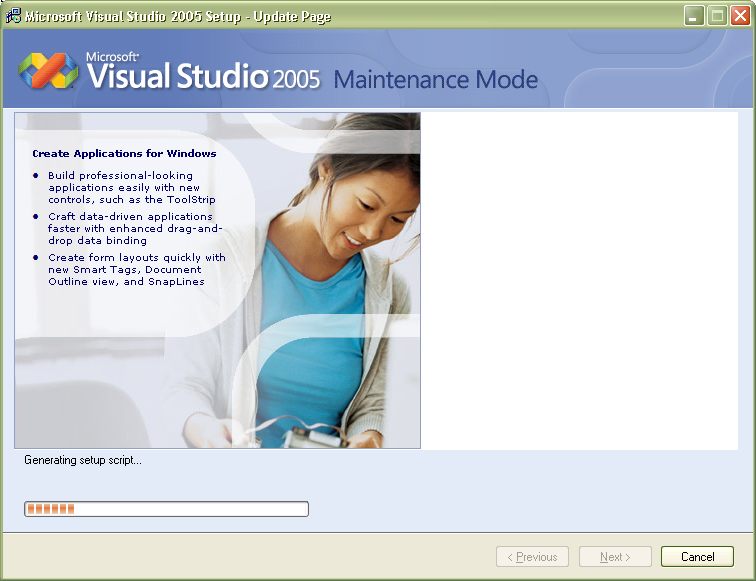 Microsoft Visual Studio 2005 Setup - Update Page
Microsoft®
Visual Studio® 2005 Maintenance Mode
Create Applications for Windows
• Build professional-looking
applications easily with new
controls, such as the ToolStrip
• Craft data-driven applications
faster with enhanced drag-and-
drop data binding
• Create form layouts quickly with
new Smart Tags, Document
Outline view, and SnapLines
Generating setup script...
< Previous
Next >
Cancel